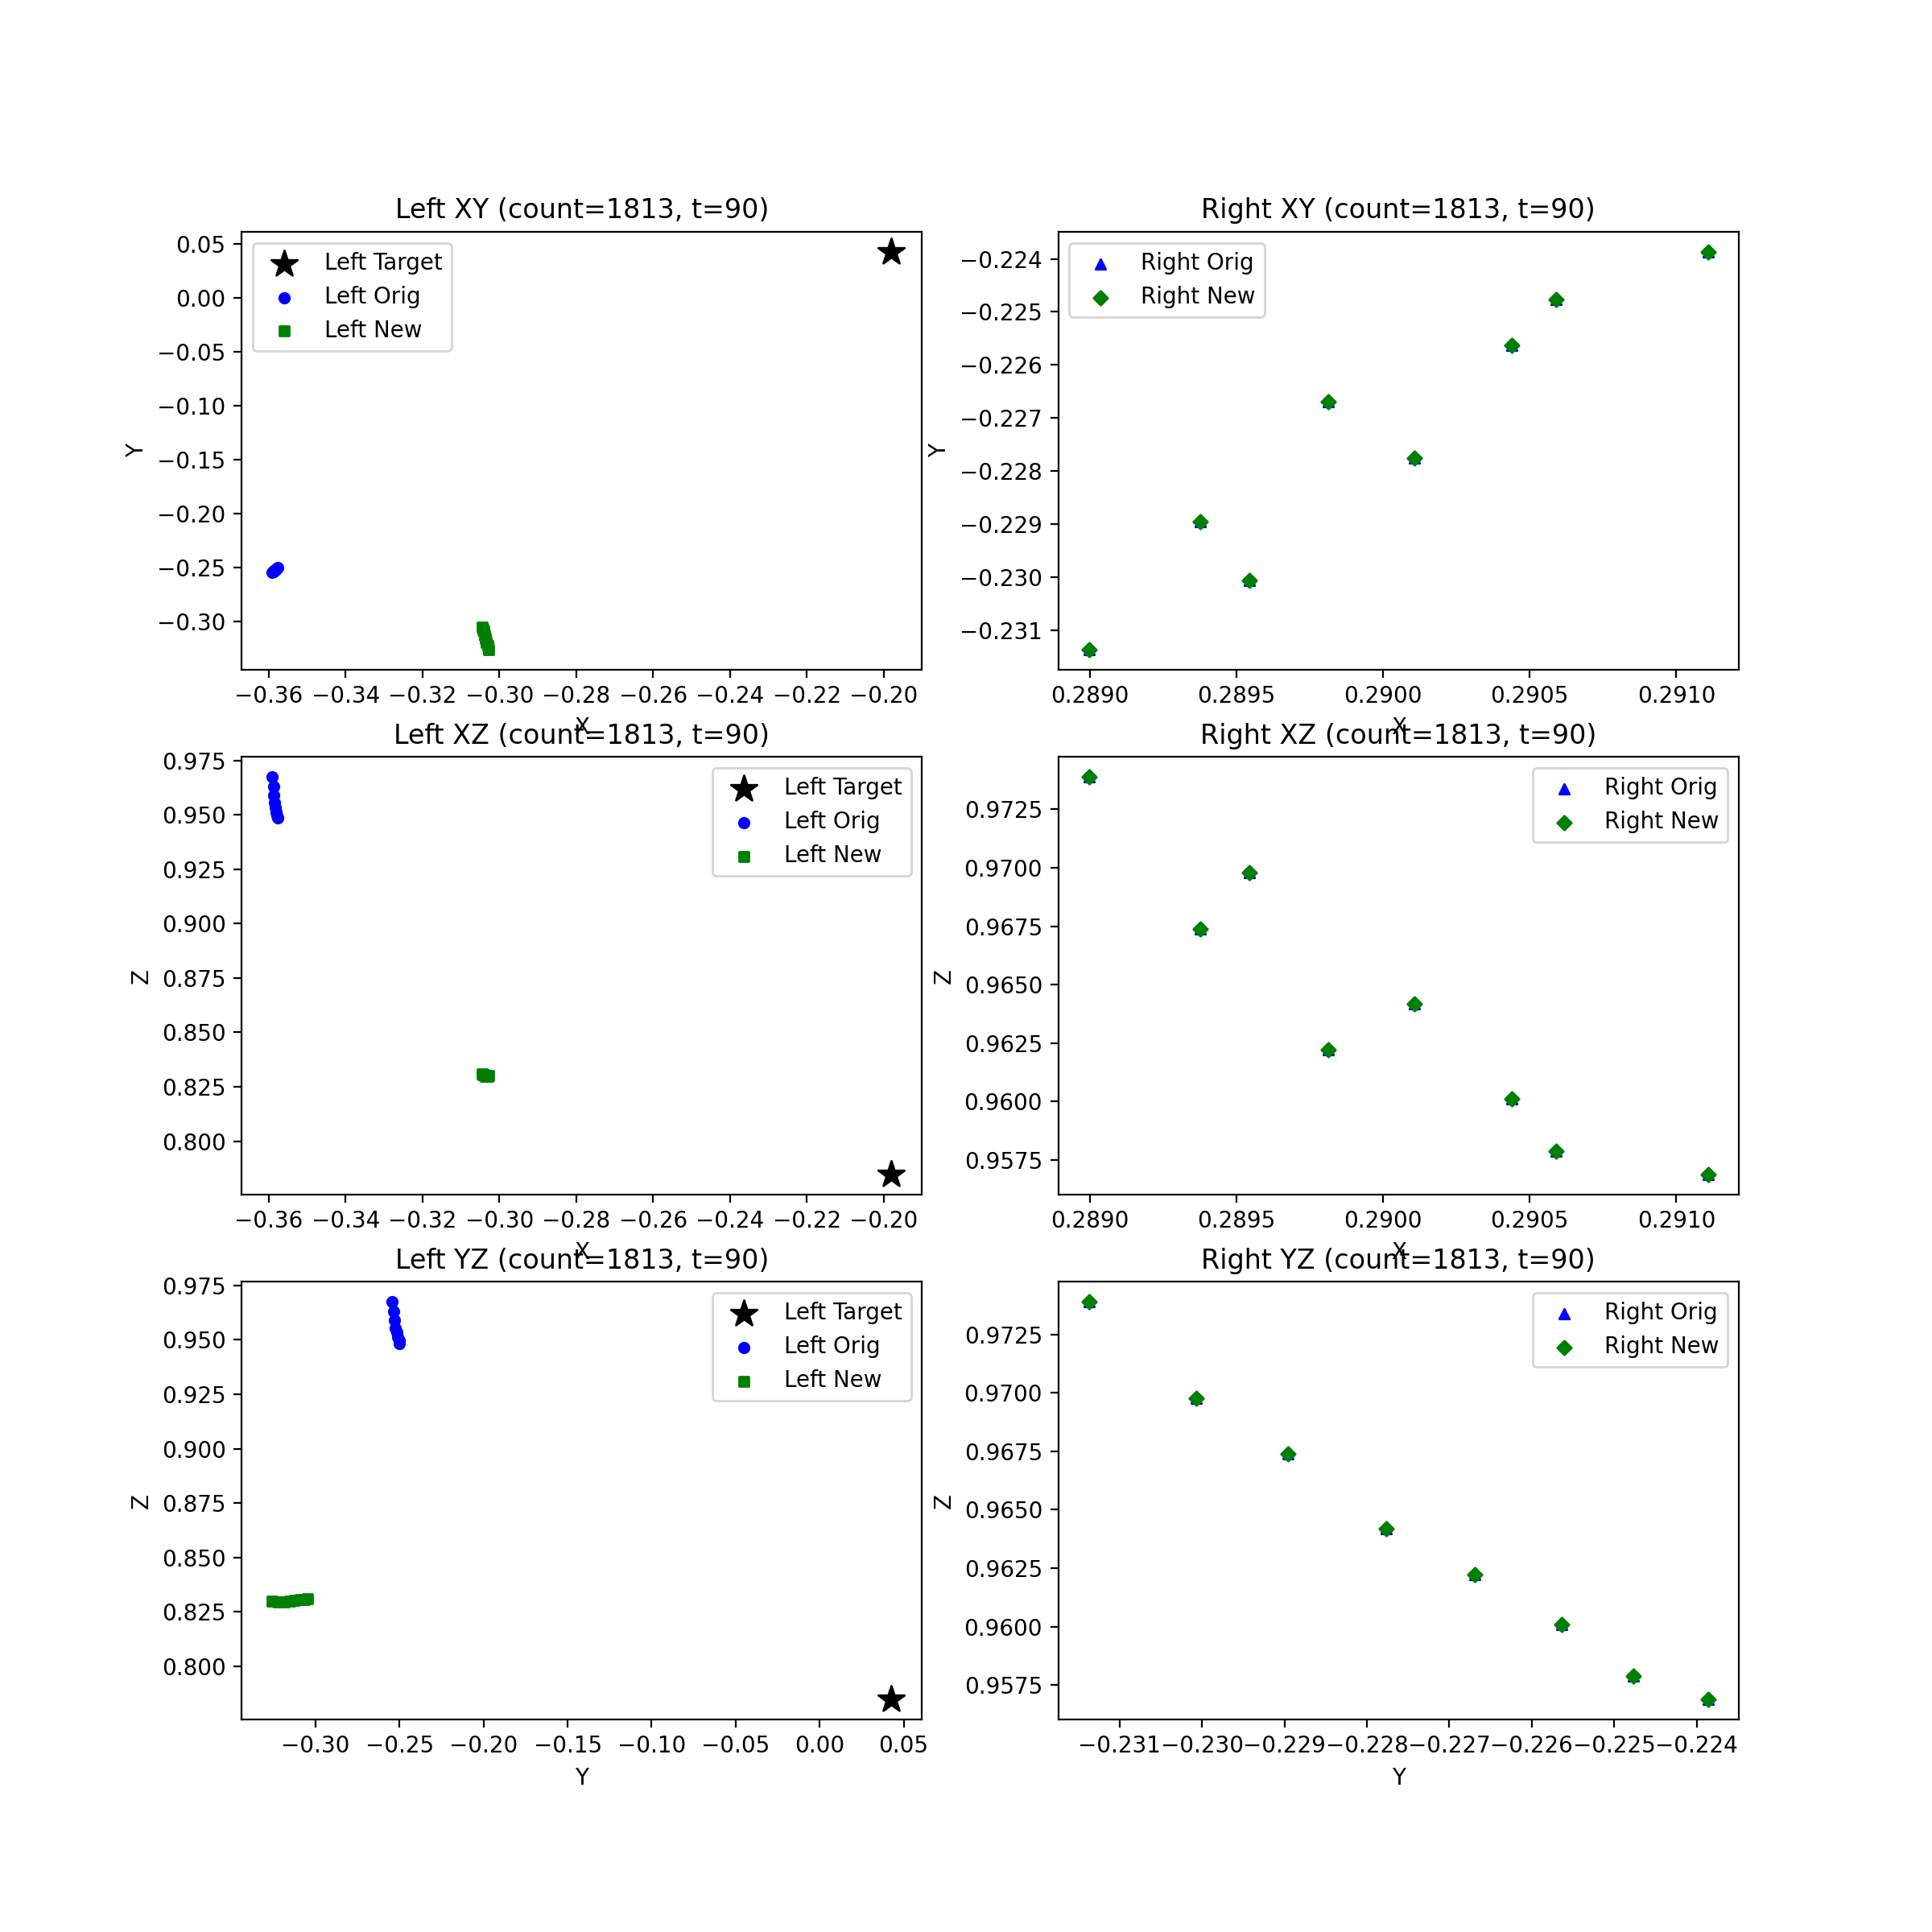 Left XY (count=1813, t=90)
0.05
0.00
−0.05
−0.10
−0.15
−0.20
−0.25
−0.30
Y
Left Target
Left Orig
Left New
−0.36 −0.34 −0.32 −0.30 −0.28 −0.26 −0.24 −0.22 −0.20
X
Right XY (count=1813, t=90)
−0.224
−0.225
−0.226
−0.227
−0.228
−0.229
−0.230
−0.231
Y
Right Orig
Right New
0.2890 0.2895 0.2900 0.2905 0.2910
X
Left XZ (count=1813, t=90)
0.975
0.950
0.925
0.900
0.875
0.850
0.825
0.800
Z
Left Target
Left Orig
Left New
−0.36 −0.34 −0.32 −0.30 −0.28 −0.26 −0.24 −0.22 −0.20
X
Right XZ (count=1813, t=90)
0.9725
0.9700
0.9675
0.9650
0.9625
0.9600
0.9575
Z
Right Orig
Right New
0.2890 0.2895 0.2900 0.2905 0.2910
X
Left YZ (count=1813, t=90)
0.975
0.950
0.925
0.900
0.875
0.850
0.825
0.800
Z
Left Target
Left Orig
Left New
−0.30 −0.25 −0.20 −0.15 −0.10 −0.05 0.00 0.05
Y
Right YZ (count=1813, t=90)
0.9725
0.9700
0.9675
0.9650
0.9625
0.9600
0.9575
Z
Right Orig
Right New
−0.231 −0.230 −0.229 −0.228 −0.227 −0.226 −0.225 −0.224
Y